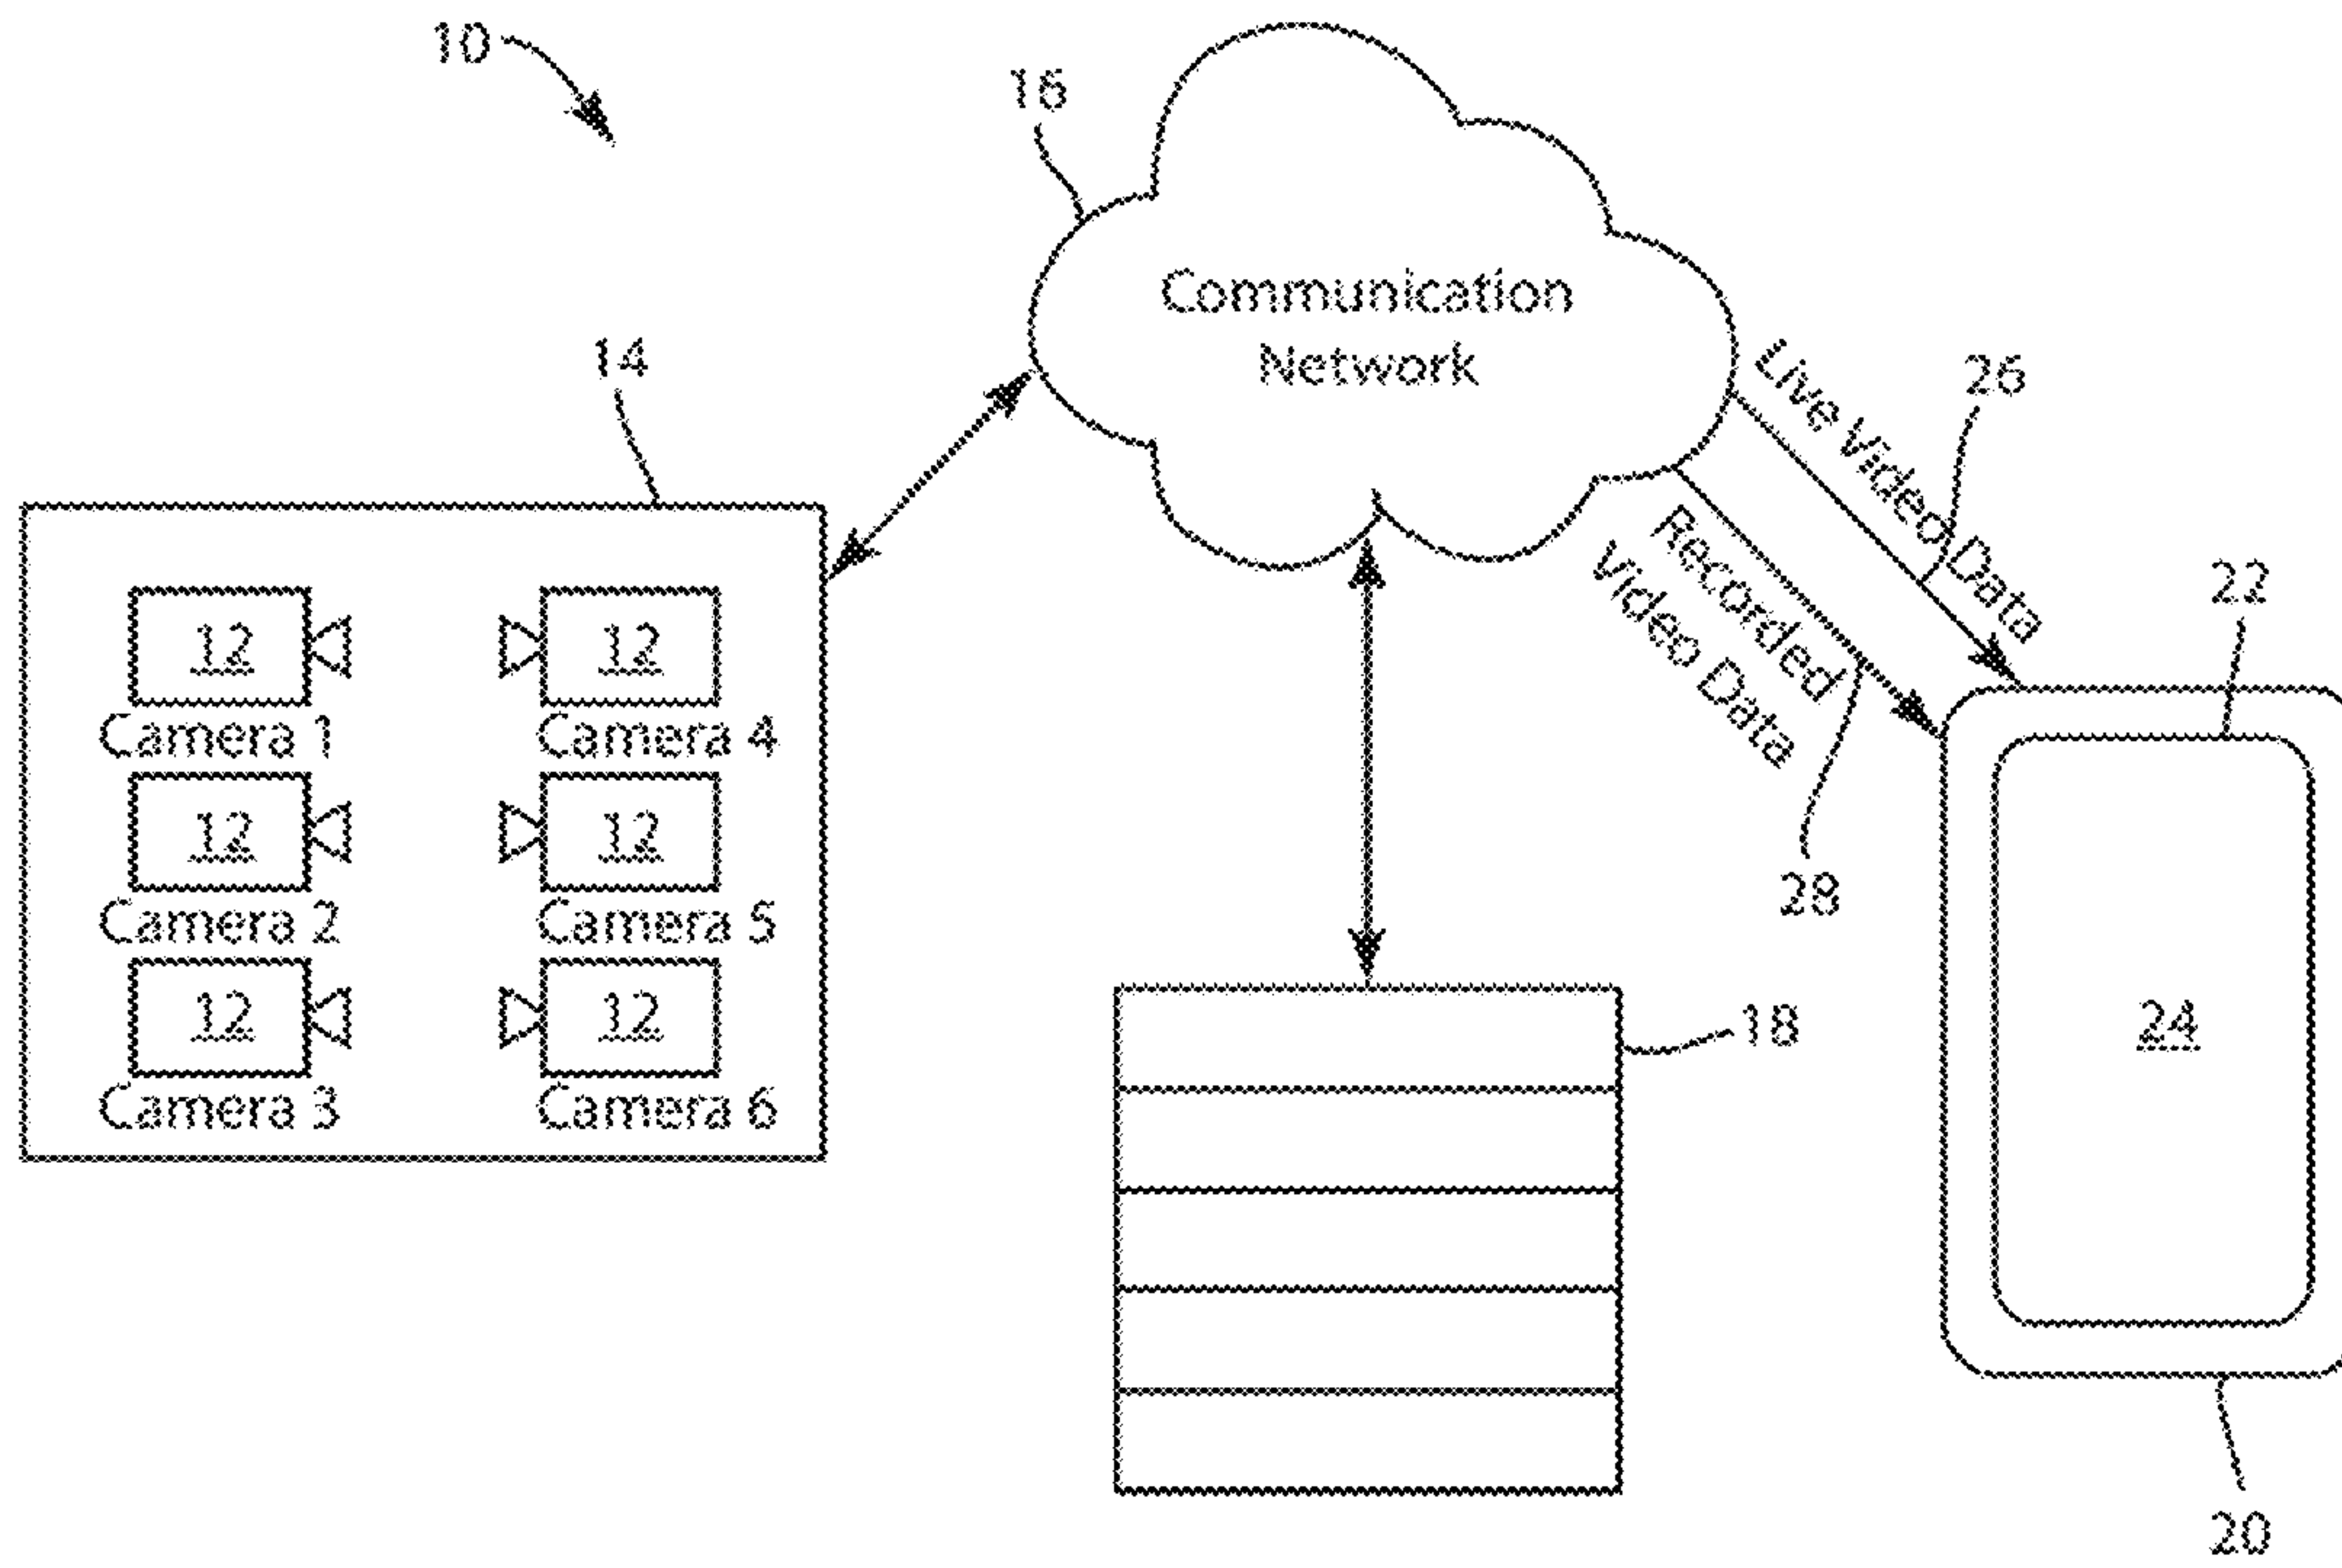 10
16
Communication
Network
14
Live Video Data
26
Recorded
Video Data
22
12
12
Camera 1
Camera 4
12
12
Camera 2
Camera 5
28
12
12
Camera 3
Camera 6
18
24
20